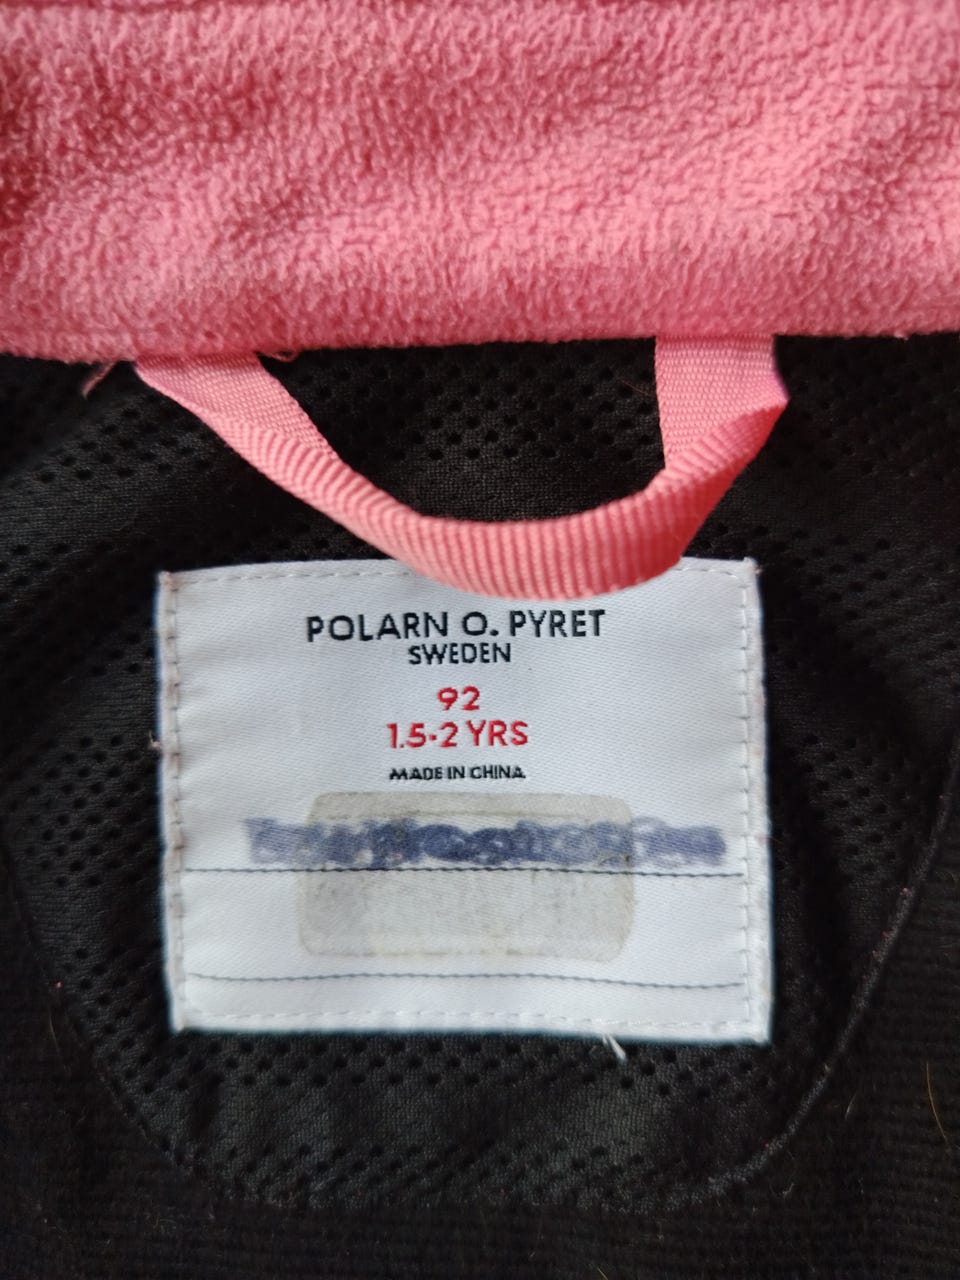 POLARN O. PYRET
SWEDEN
92
1.5-2 YRS
MADE IN CHINA